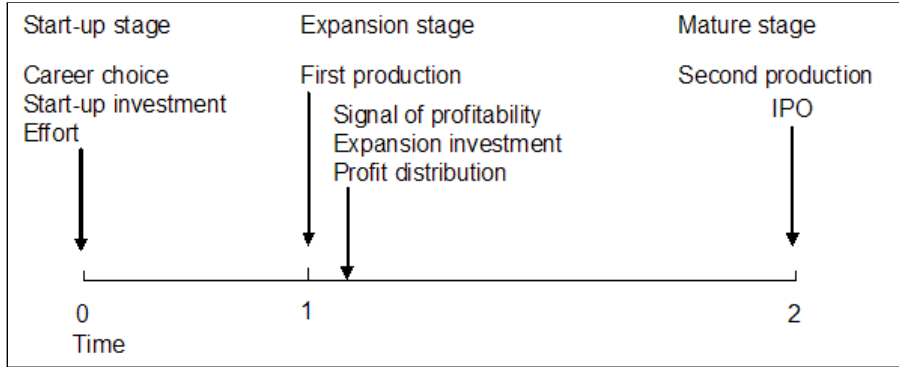 Start-up stage
Expansion stage
Mature stage
Career choice
Start-up investment
Effort
First production
Signal of profitability
Expansion investment
Profit distribution
Second production
IPO
0
1
2
Time